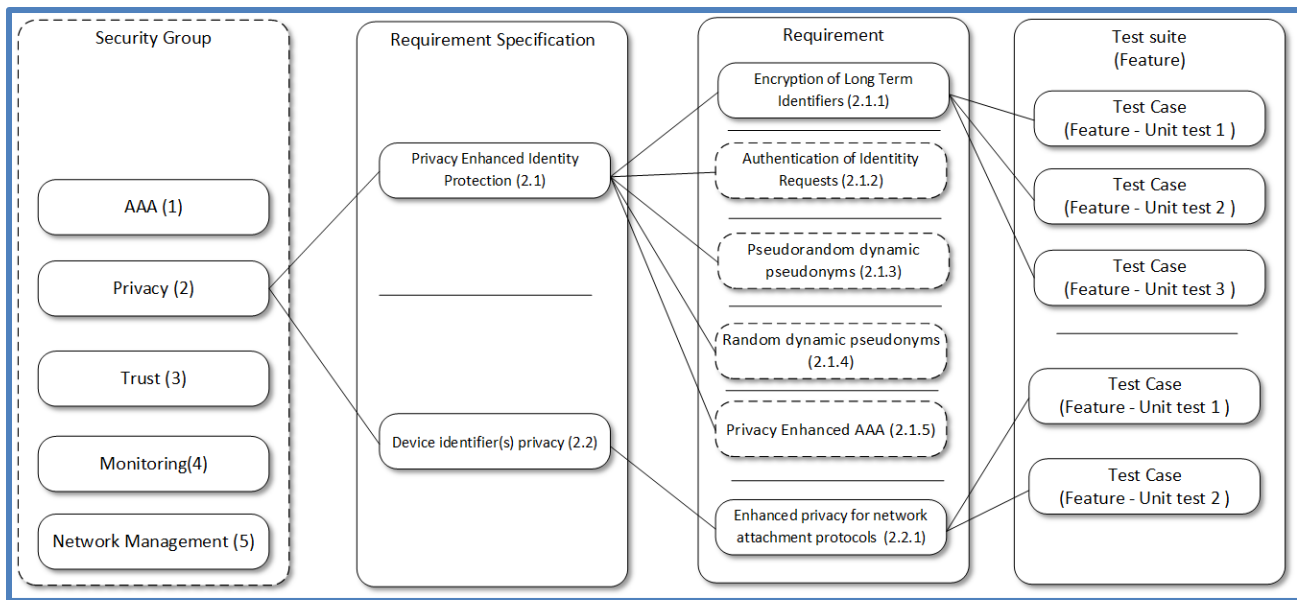 Security Group
AAA (1)
Privacy (2)
Trust (3)
Monitoring(4)
Network Management (5)
Requirement Specification
Privacy Enhanced Identity
Protection (2.1)
Device identifier(s) privacy (2.2)
Requirement
Encryption of Long Term
Identifiers (2.1.1)
Authentication of Identitity
Requests (2.1.2)
Pseudorandom dynamic
pseudonyms (2.1.3)
Random dynamic pseudonyms
(2.1.4)
Privacy Enhanced AAA (2.1.5)
Enhanced privacy for network
attachment protocols (2.2.1)
Test suite
(Feature)
Test Case
(Feature - Unit test 1 )
Test Case
(Feature - Unit test 2 )
Test Case
(Feature - Unit test 3 )
Test Case
(Feature - Unit test 1 )
Test Case
(Feature - Unit test 2 )